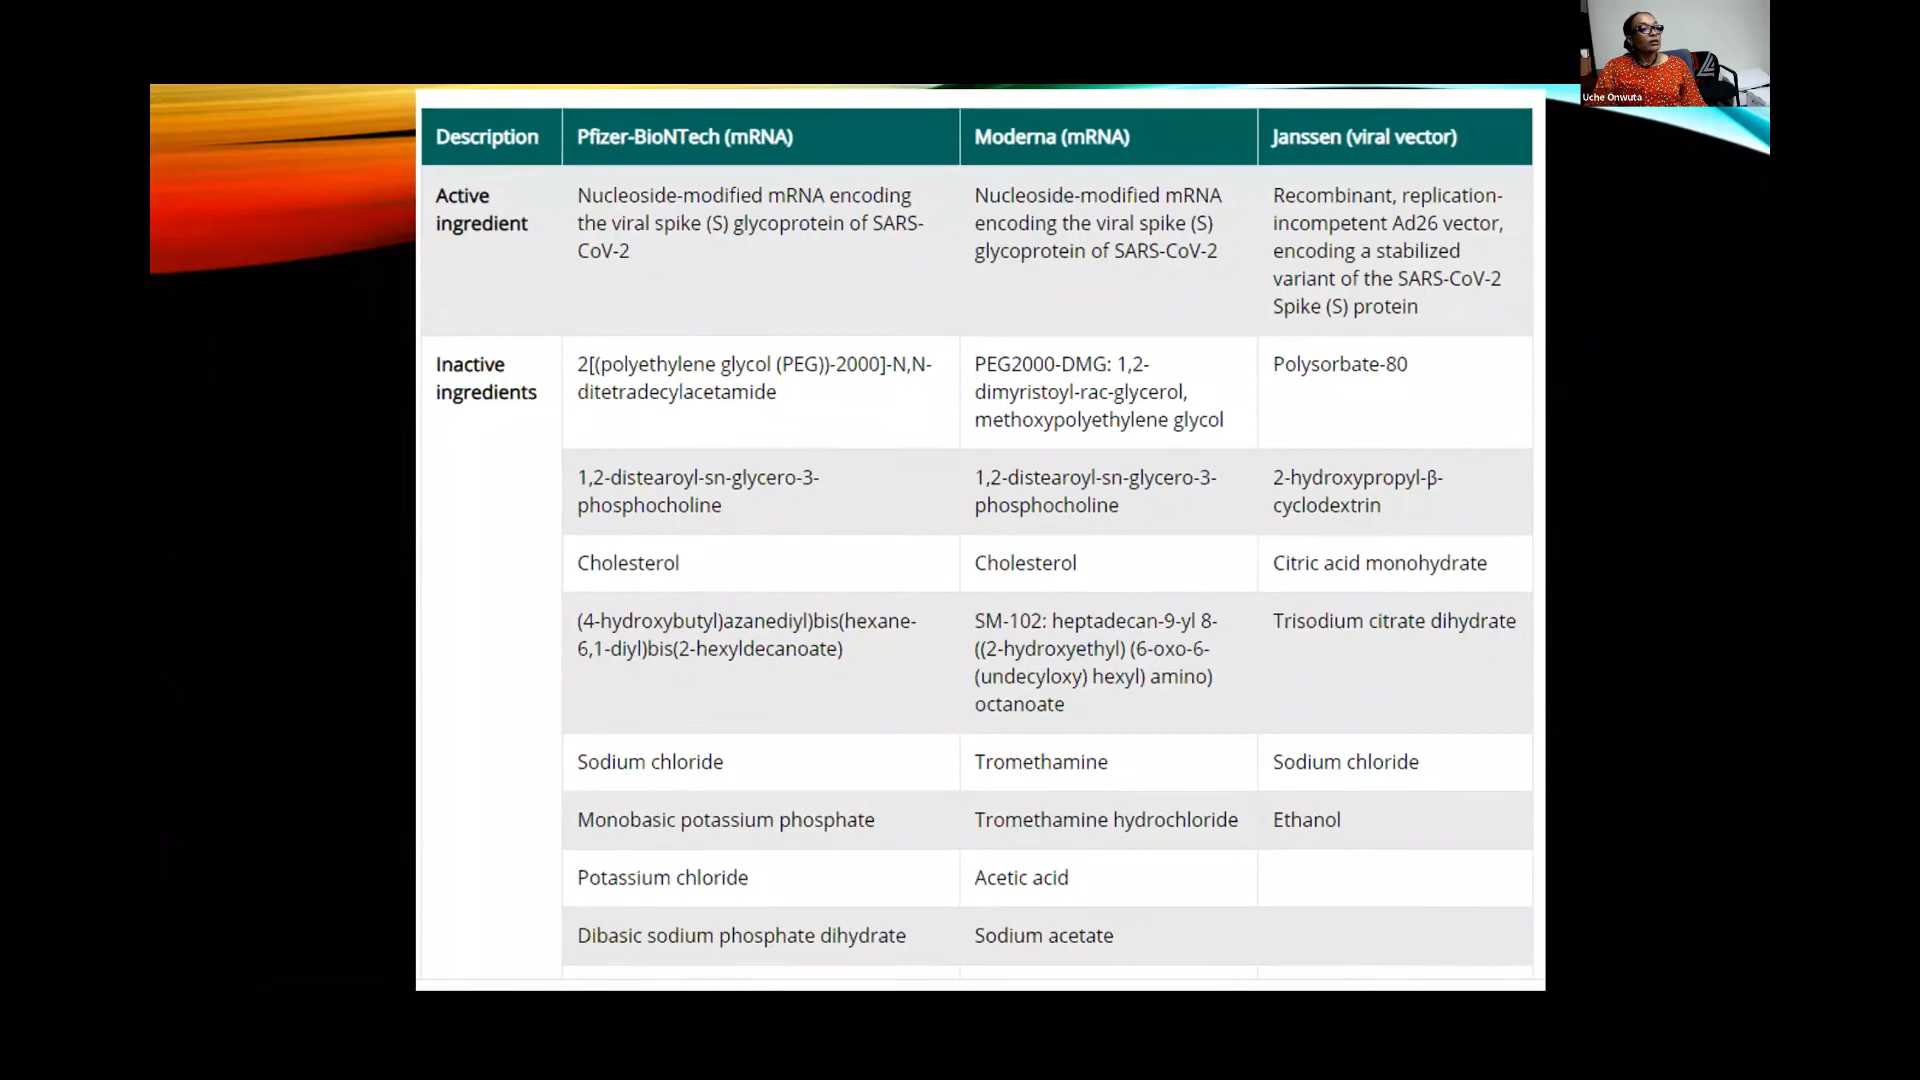 Uche Onwuta
Description
Pfizer-BioNTech (mRNA)
Moderna (mRNA)
Janssen (viral vector)
Active
ingredient
Nucleoside-modified mRNA encoding
the viral spike (S) glycoprotein of SARS-
CoV-2
Nucleoside-modified mRNA
encoding the viral spike (S)
glycoprotein of SARS-CoV-2
Recombinant, replication-
incompetent Ad26 vector,
encoding a stabilized
variant of the SARS-CoV-2
Spike (S) protein
Inactive
ingredients
2[(polyethylene glycol (PEG))-2000]-N,N-
ditetradecylacetamide
PEG2000-DMG: 1,2-
dimyristoyl-rac-glycerol,
methoxypolyethylene glycol
Polysorbate-80
1,2-distearoyl-sn-glycero-3-
phosphocholine
1,2-distearoyl-sn-glycero-3-
phosphocholine
2-hydroxypropyl-β-
cyclodextrin
Cholesterol
Cholesterol
Citric acid monohydrate
(4-hydroxybutyl)azanediyl)bis(hexane-
6,1-diyl)bis(2-hexyldecanoate)
SM-102: heptadecan-9-yl 8-
((2-hydroxyethyl) (6-oxo-6-
(undecyloxy) hexyl) amino)
octanoate
Trisodium citrate dihydrate
Sodium chloride
Tromethamine
Sodium chloride
Monobasic potassium phosphate
Tromethamine hydrochloride
Ethanol
Potassium chloride
Acetic acid
Dibasic sodium phosphate dihydrate
Sodium acetate